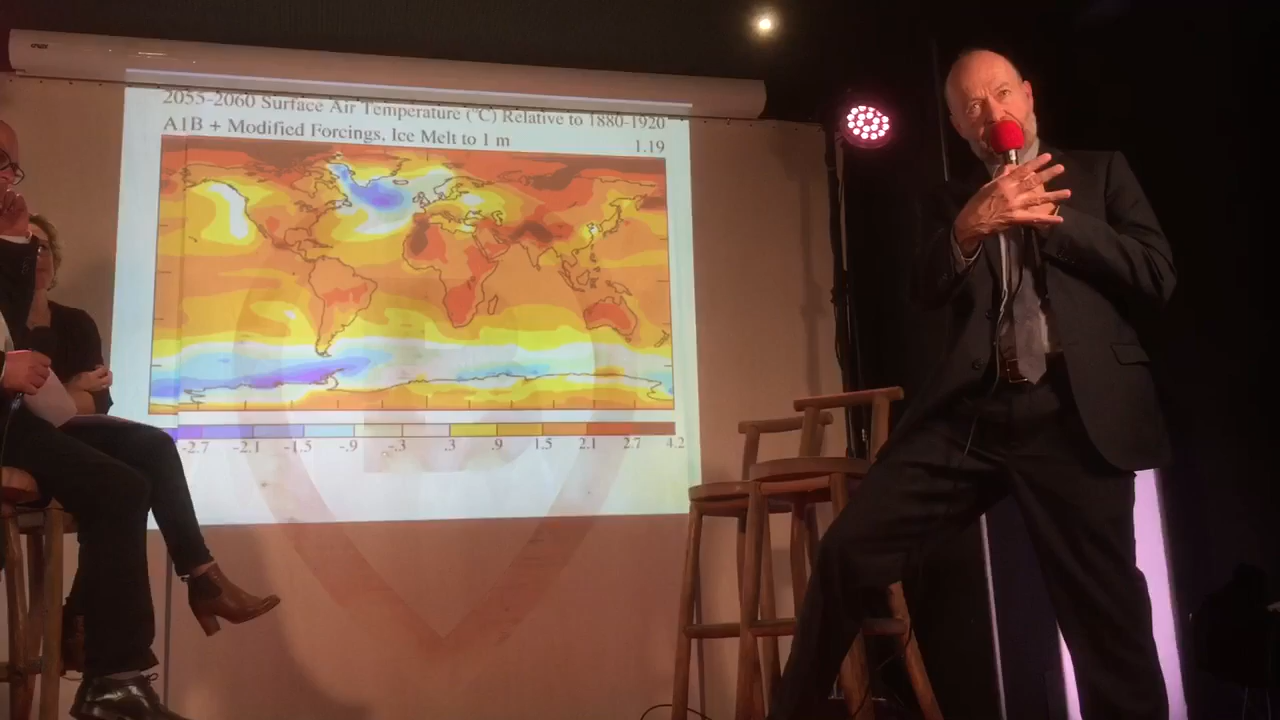 2055-2060 Surface Air Temperature (°C) Relative to 1880-1920
A1B + Modified Forcings, Ice Melt to 1 m 1.19
-2.7 -2.1 -1.5 -.9 -.3 .3 .9 1.5 2.1 2.7 4.2